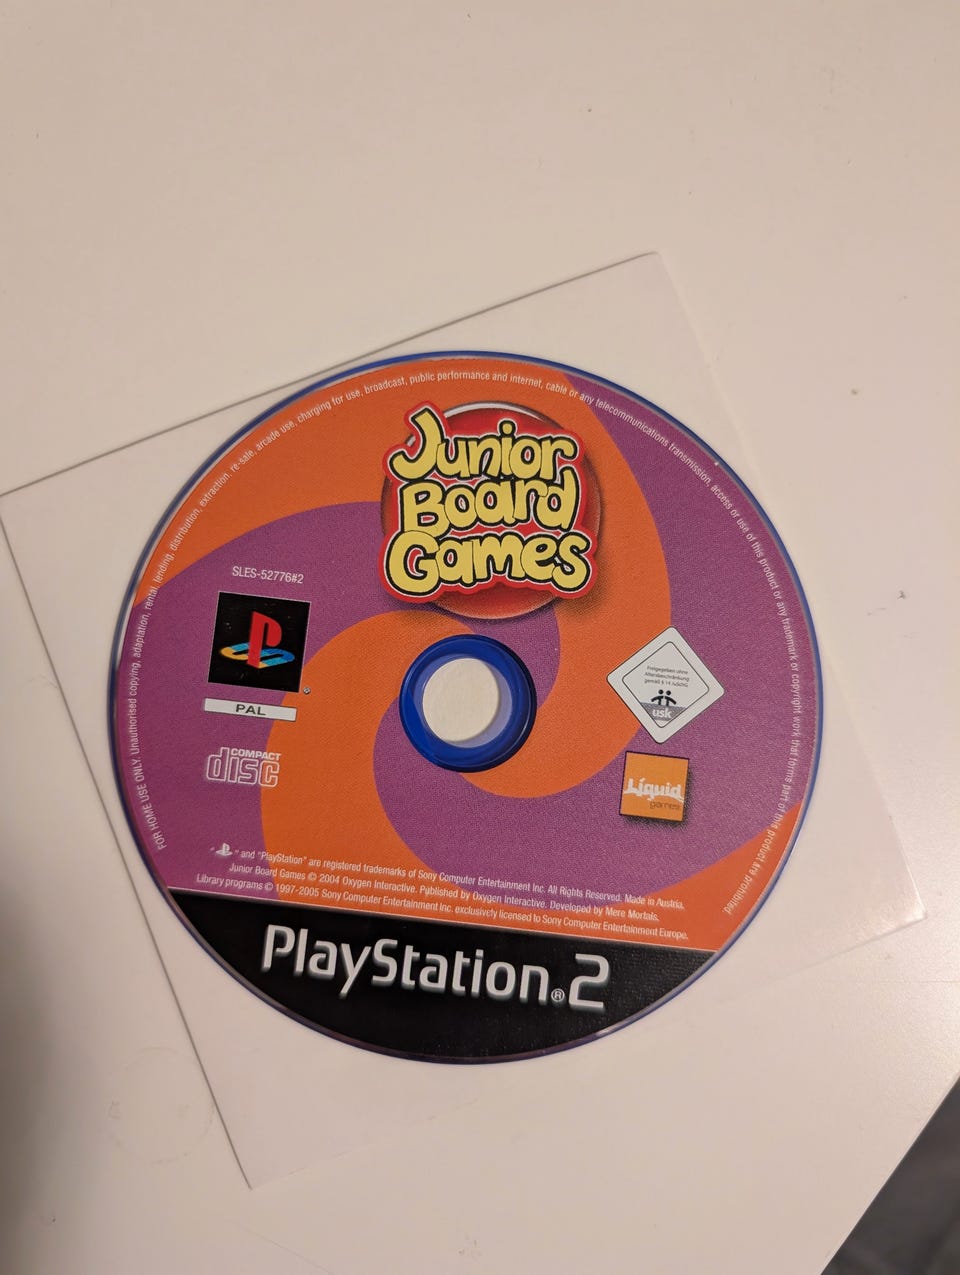 FOR HOME USE ONLY. Unauthorised copying, adaptation, rental, lending, distribution, extraction, re-sale, arcade use, charging for use, broadcast, public performance and internet, cable or any telecommunications transmission, access or use of this product or any trademark or copyright work that forms part of this product are prohibited.
Junior
Board
Games
SLES-52776#2
PAL
COMPACT
disc
Freigegeben ohne
Altersbeschränkung
gemäß § 14 JuSchG.
usk
Liquid
games
" " and "PlayStation" are registered trademarks of Sony Computer Entertainment Inc. All Rights Reserved. Made in Austria.
Junior Board Games © 2004 Oxygen Interactive. Published by Oxygen Interactive. Developed by Mere Mortals.
Library programs © 1997-2005 Sony Computer Entertainment Inc. exclusively licensed to Sony Computer Entertainment Europe.
PlayStation®2